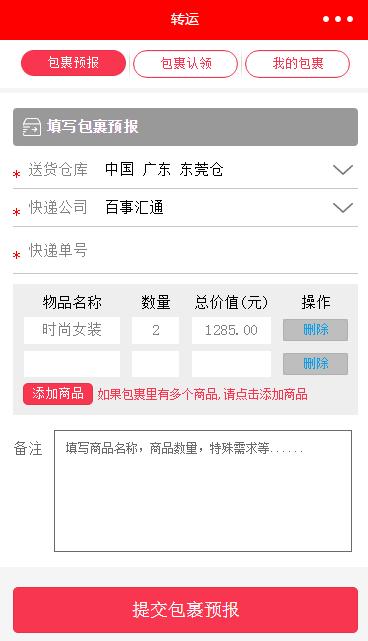 转运
包裹预报 包裹认领 我的包裹
填写包裹预报
* 送货仓库 中国 广东 东莞仓
* 快递公司 百事汇通
* 快递单号
物品名称 数量 总价值(元) 操作
时尚女装 2 1285.00 删除
删除
添加商品 如果包裹里有多个商品,请点击添加商品
备注 填写商品名称，商品数量，特殊需求等......
提交包裹预报